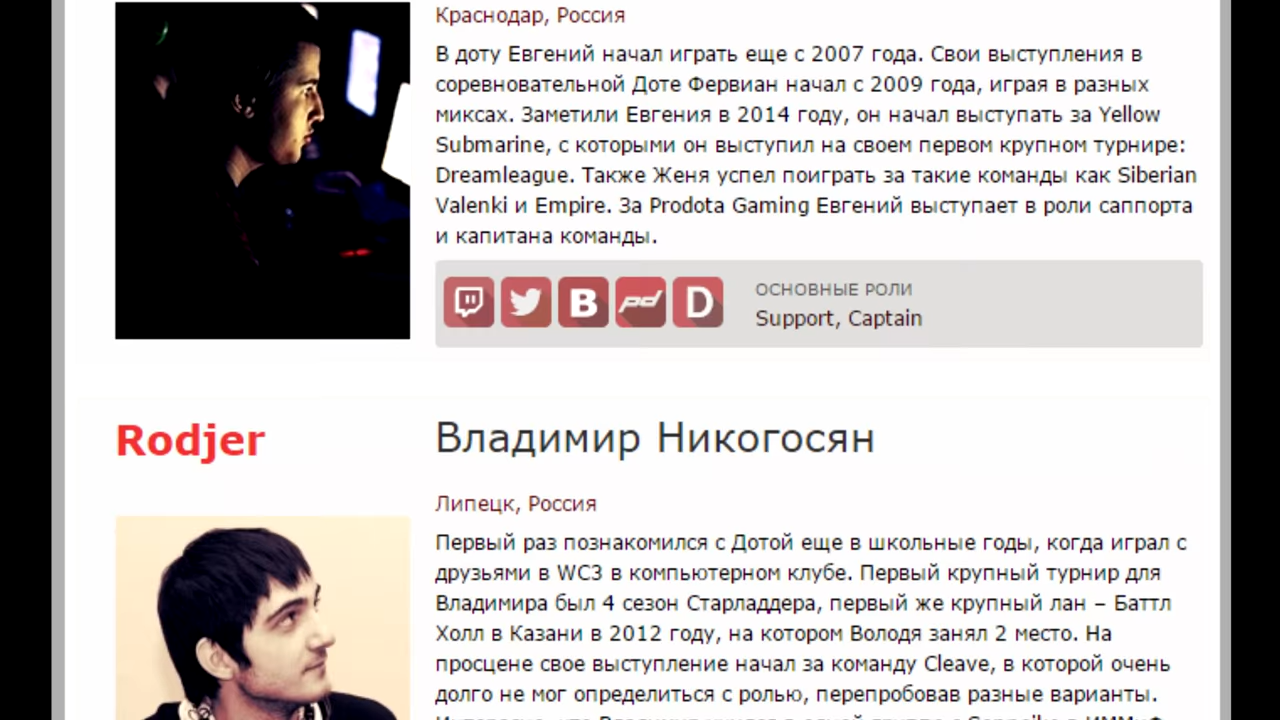 Краснодар, Россия
В доту Евгений начал играть еще с 2007 года. Свои выступления в
соревновательной Доте Фервиан начал с 2009 года, играя в разных
миксах. Заметили Евгения в 2014 году, он начал выступать за Yellow
Submarine, с которыми он выступил на своем первом крупном турнире:
Dreamleague. Также Женя успел поиграть за такие команды как Siberian
Valenki и Empire. За Prodota Gaming Евгений выступает в роли саппорта
и капитана команды.
B pd D
ОСНОВНЫЕ РОЛИ
Support, Captain
Rodjer
Владимир Никогосян
Липецк, Россия
Первый раз познакомился с Дотой еще в школьные годы, когда играл с
друзьями в WC3 в компьютерном клубе. Первый крупный турнир для
Владимира был 4 сезон Старладдера, первый же крупный лан – Баттл
Холл в Казани в 2012 году, на котором Володя занял 2 место. На
просцене свое выступление начал за команду Cleave, в которой очень
долго не мог определиться с ролью, перепробовав разные варианты.